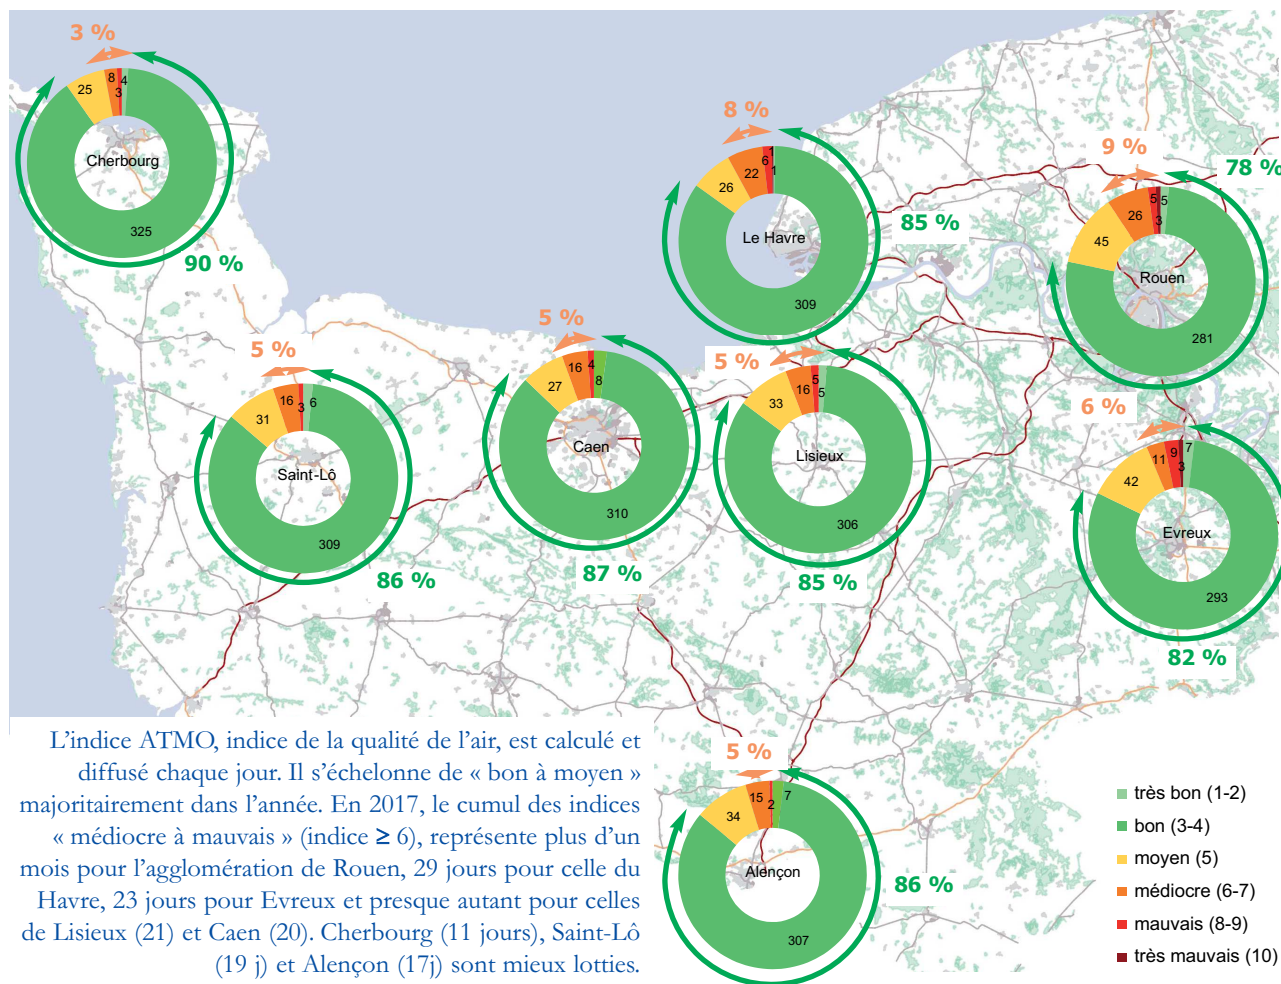 3 %
25
8
3
4
Cherbourg
325
90 %
8 %
26
22
6
1
1
Le Havre
309
85 %
9 %
78 %
45
26
5
3
5
Rouen
281
5 %
31
16
3
6
Saint-Lô
309
86 %
5 %
27
16
4
8
Caen
310
87 %
5 %
33
16
5
5
Lisieux
306
85 %
6 %
42
11
9
3
7
Evreux
293
82 %
5 %
34
15
2
7
Alençon
307
86 %
L’indice ATMO, indice de la qualité de l’air, est calculé et
diffusé chaque jour. Il s’échelonne de « bon à moyen »
majoritairement dans l’année. En 2017, le cumul des indices
« médiocre à mauvais » (indice ≥ 6), représente plus d’un
mois pour l’agglomération de Rouen, 29 jours pour celle du
Havre, 23 jours pour Evreux et presque autant pour celles
de Lisieux (21) et Caen (20). Cherbourg (11 jours), Saint-Lô
(19 j) et Alençon (17j) sont mieux lotties.
très bon (1-2)
bon (3-4)
moyen (5)
médiocre (6-7)
mauvais (8-9)
très mauvais (10)